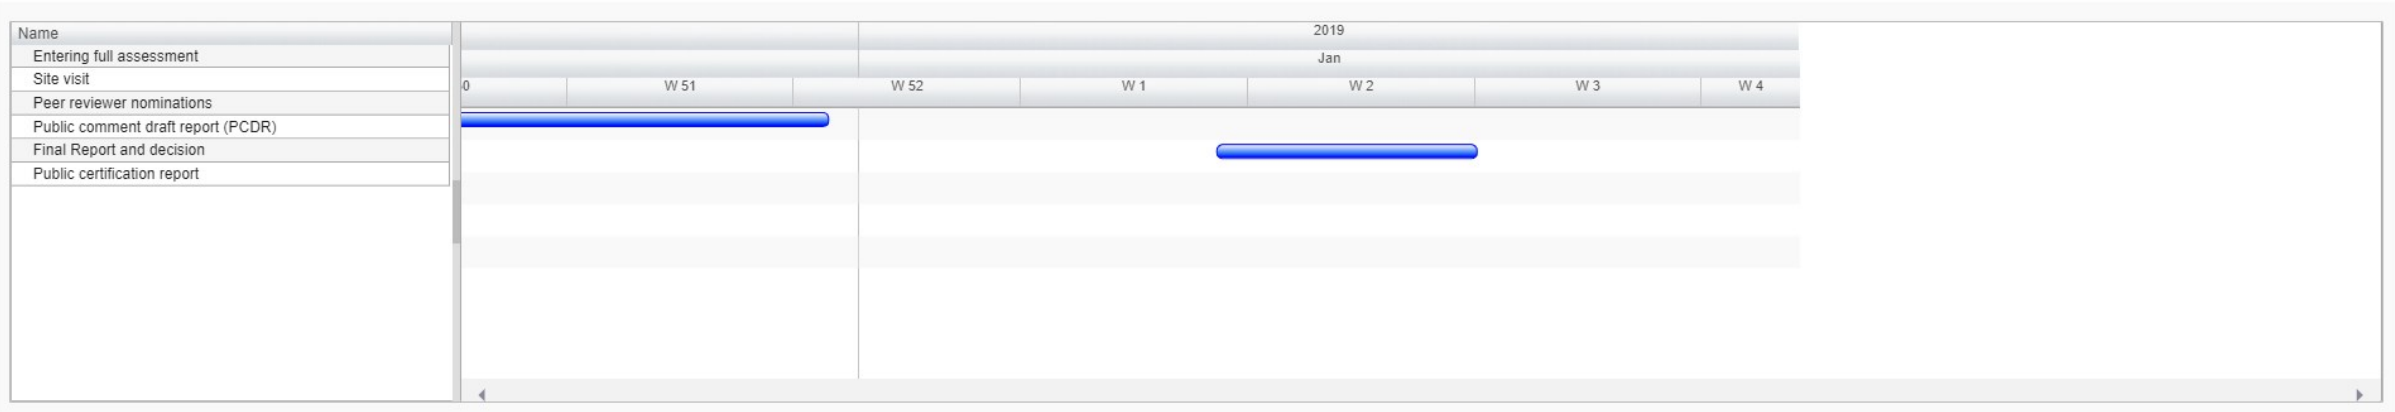 Name
Entering full assessment
Site visit
Peer reviewer nominations
Public comment draft report (PCDR)
Final Report and decision
Public certification report
2019
Jan
0 W 51 W 52 W 1 W 2 W 3 W 4